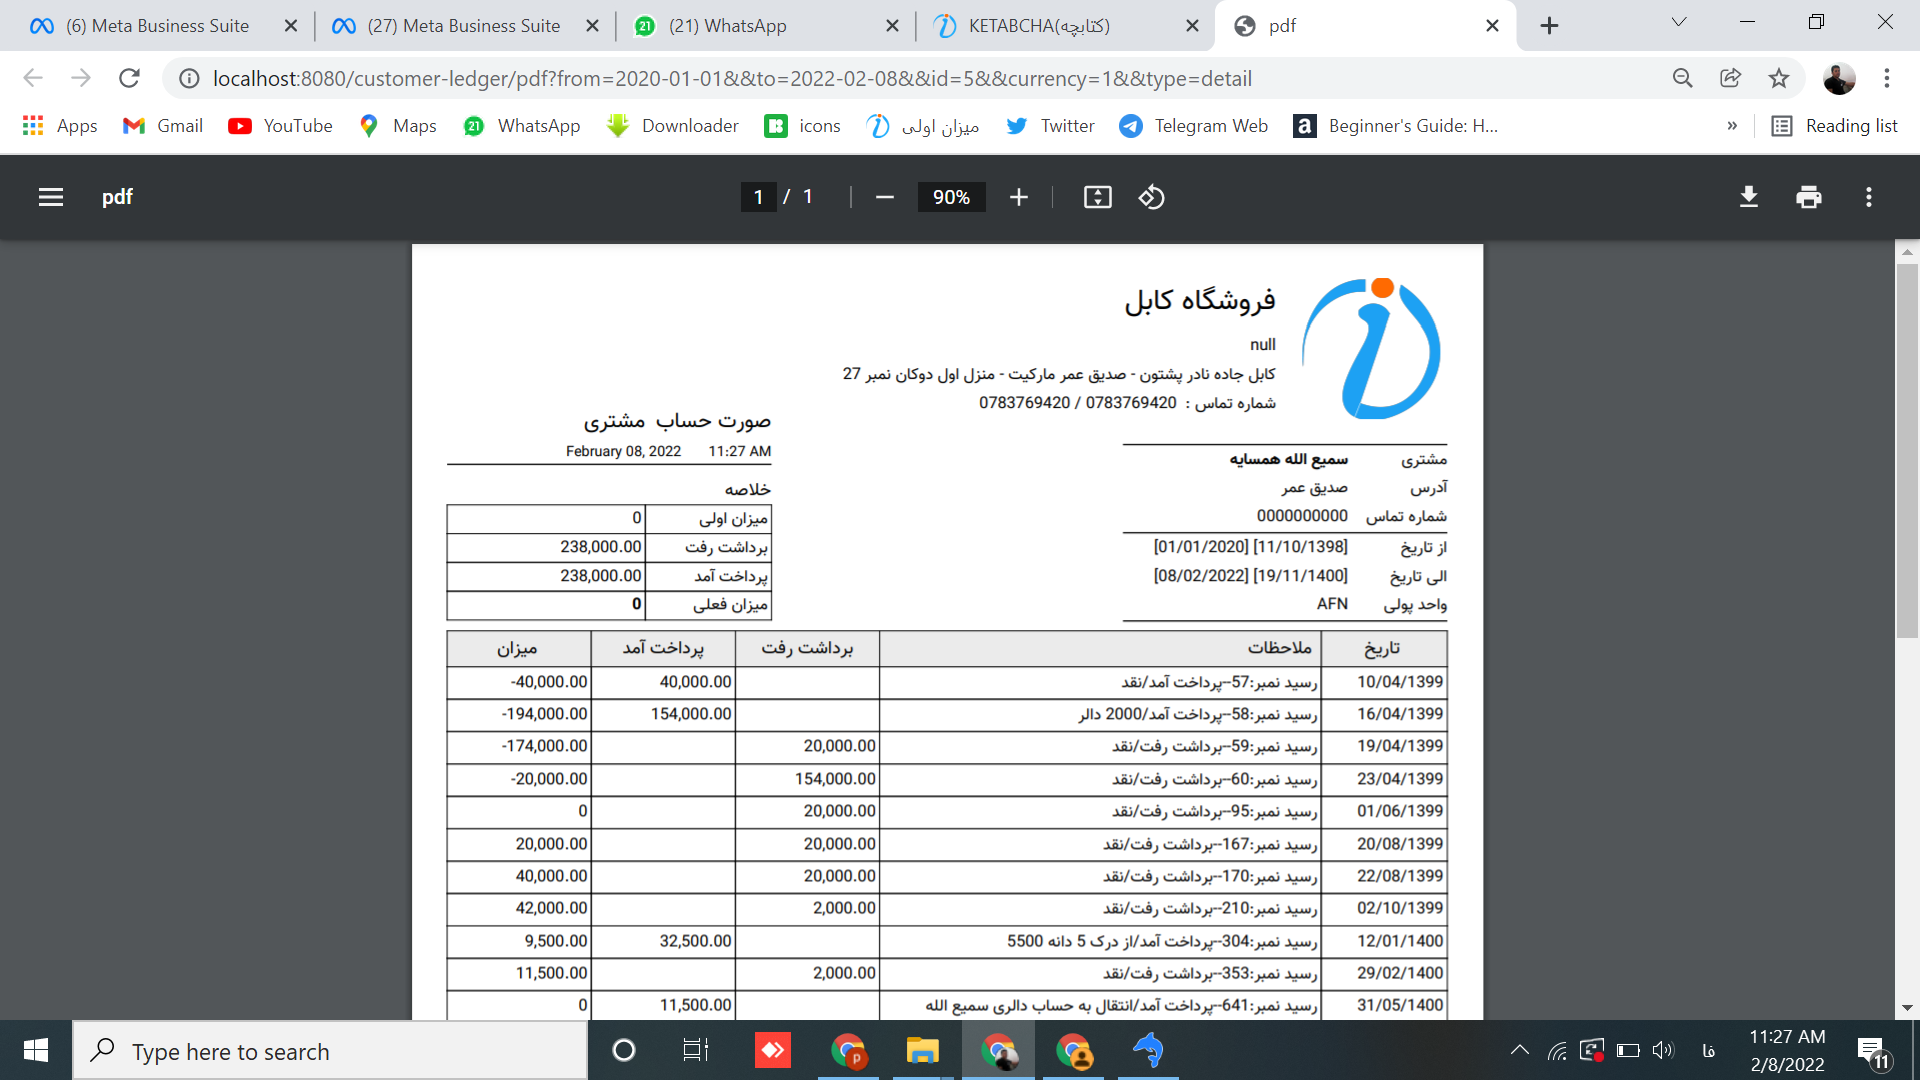 (6) Meta Business Suite
(27) Meta Business Suite
21
(21) WhatsApp
KETABCHA(کتابچه)
pdf
localhost:8080/customer-ledger/pdf?from=2020-01-01&&to=2022-02-08&&id=5&&currency=1&&type=detail
Apps
Gmail
YouTube
Maps
21
WhatsApp
Downloader
icons
میزان اولی
Twitter
Telegram Web
a
Beginner's Guide: H...
»
Reading list
pdf
1 / 1
90%
فروشگاه کابل
null
کابل جاده نادر پشتون - صدیق عمر مارکیت - منزل اول دوکان نمبر 27
شماره تماس : 0783769420 / 0783769420
صورت حساب مشتری
February 08, 2022 11:27 AM
مشتری سمیع الله همسایه
آدرس صدیق عمر
شماره تماس 0000000000
از تاریخ [11/10/1398] [01/01/2020]
الی تاریخ [19/11/1400] [08/02/2022]
واحد پولی AFN
خلاصه
میزان اولی 0
برداشت رفت 238,000.00
پرداخت آمد 238,000.00
میزان فعلی 0
تاریخ ملاحظات برداشت رفت پرداخت آمد میزان
10/04/1399 رسید نمبر:57--پرداخت آمد/نقد 40,000.00 -40,000.00
16/04/1399 رسید نمبر:58--پرداخت آمد/2000 دالر 154,000.00 -194,000.00
19/04/1399 رسید نمبر:59--برداشت رفت/نقد 20,000.00 -174,000.00
23/04/1399 رسید نمبر:60--برداشت رفت/نقد 154,000.00 -20,000.00
01/06/1399 رسید نمبر:95--برداشت رفت/نقد 20,000.00 0
20/08/1399 رسید نمبر:167--برداشت رفت/نقد 20,000.00 20,000.00
22/08/1399 رسید نمبر:170--برداشت رفت/نقد 20,000.00 40,000.00
02/10/1399 رسید نمبر:210--برداشت رفت/نقد 2,000.00 42,000.00
12/01/1400 رسید نمبر:304--پرداخت آمد/از درک 5 دانه 5500 32,500.00 9,500.00
29/02/1400 رسید نمبر:353--برداشت رفت/نقد 2,000.00 11,500.00
31/05/1400 رسید نمبر:641--پرداخت آمد/انتقال به حساب دالری سمیع الله 11,500.00 0
Type here to search
p
فا
11:27 AM
2/8/2022
11